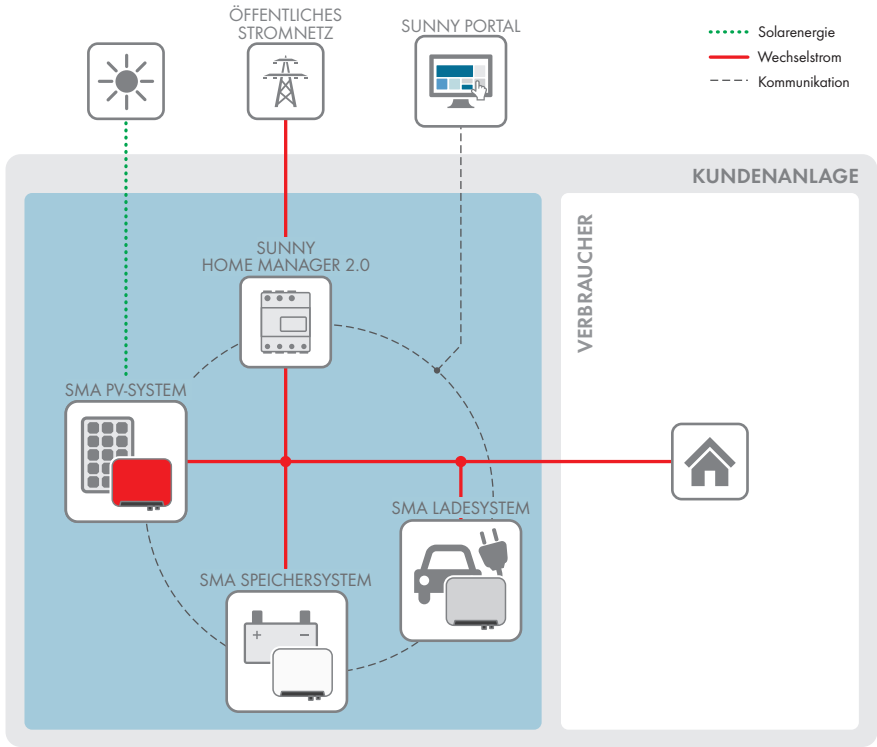 ÖFFENTLICHES
STROMNETZ
SUNNY PORTAL
Solarenergie
Wechselstrom
Kommunikation
KUNDENANLAGE
VERBRAUCHER
SUNNY
HOME MANAGER 2.0
SMA PV-SYSTEM
SMA LADESYSTEM
SMA SPEICHERSYSTEM
+ −